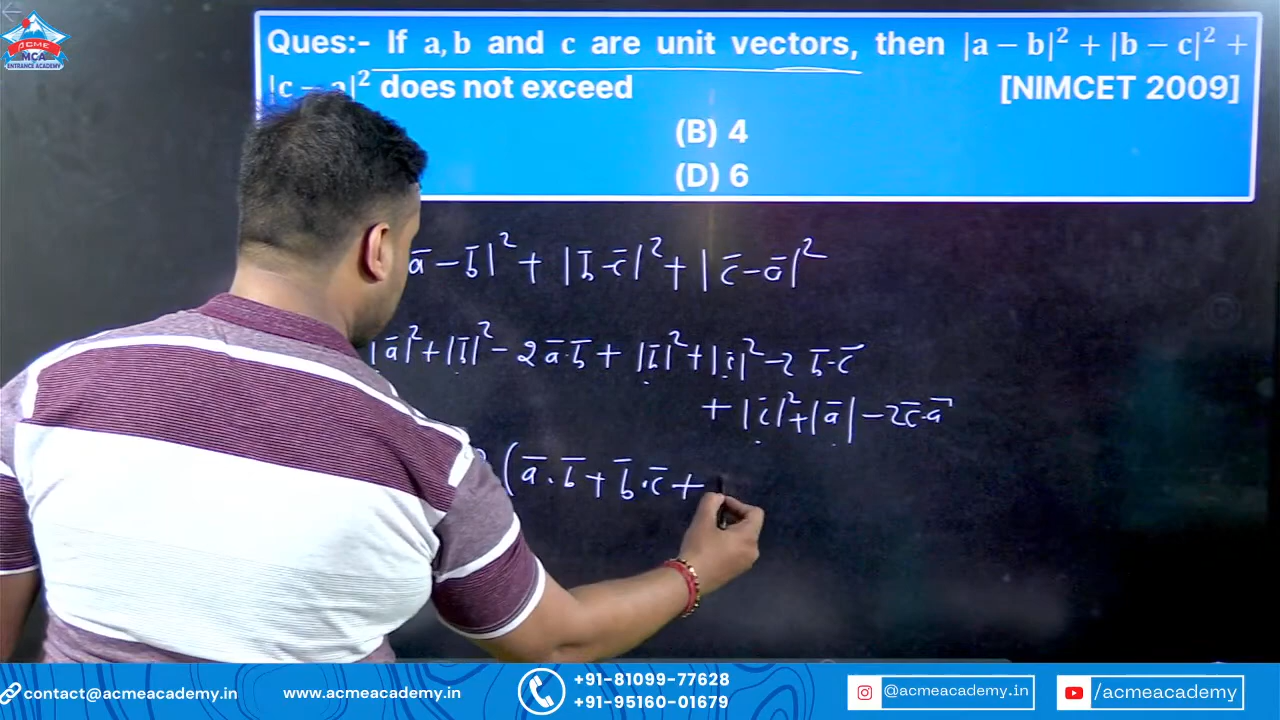 ACME
MCA
ENTRANCE ACADEMY
Ques:- If a, b and c are unit vectors, then |a − b|² + |b − c|² +
|c − a|² does not exceed [NIMCET 2009]
(B) 4
(D) 6
ā − b̄|² + |b̄ − c̄|² + |c̄ − ā|²
|ā|² + |b̄|² − 2 ā·b̄ + |b̄|² + |c̄|² − 2 b̄·c̄
+ |c̄|² + |ā| − 2c̄·ā
(ā·b̄ + b̄·c̄ +
contact@acmeacademy.in
www.acmeacademy.in
+91-81099-77628
+91-95160-01679
@acmeacademy.in
/acmeacademy